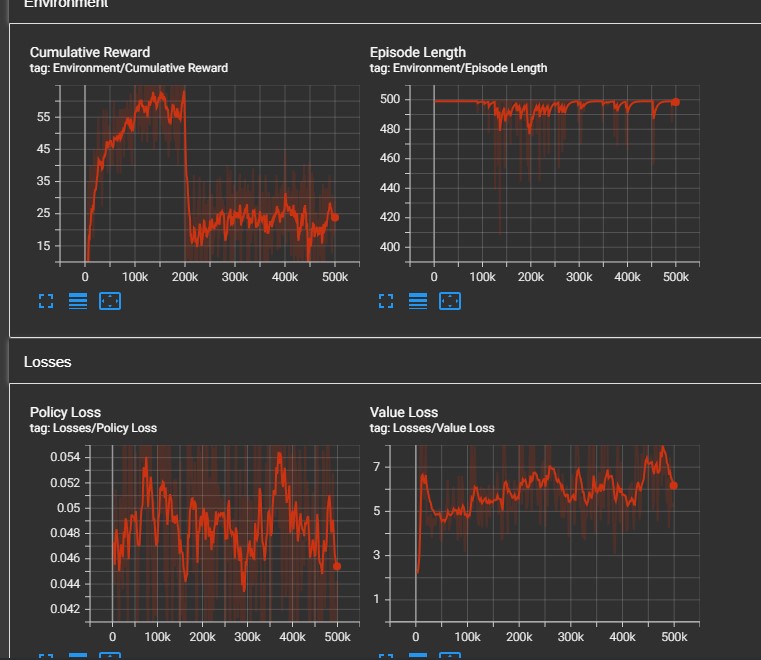 Environment
Cumulative Reward
tag: Environment/Cumulative Reward
55
45
35
25
15
0 100k 200k 300k 400k 500k
Episode Length
tag: Environment/Episode Length
500
480
460
440
420
400
0 100k 200k 300k 400k 500k
Losses
Policy Loss
tag: Losses/Policy Loss
0.054
0.052
0.05
0.048
0.046
0.044
0.042
0 100k 200k 300k 400k 500k
Value Loss
tag: Losses/Value Loss
7
5
3
1
0 100k 200k 300k 400k 500k